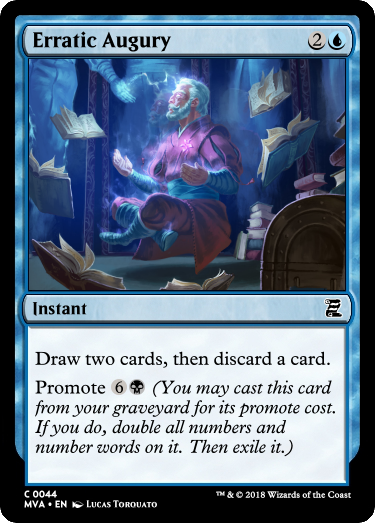 Erratic Augury 2
Instant
Draw two cards, then discard a card.
Promote 6 (You may cast this card
from your graveyard for its promote cost.
If you do, double all numbers and
number words on it. Then exile it.)
C 0044
MVA • EN Lucas Torquato
™ & © 2018 Wizards of the Coast